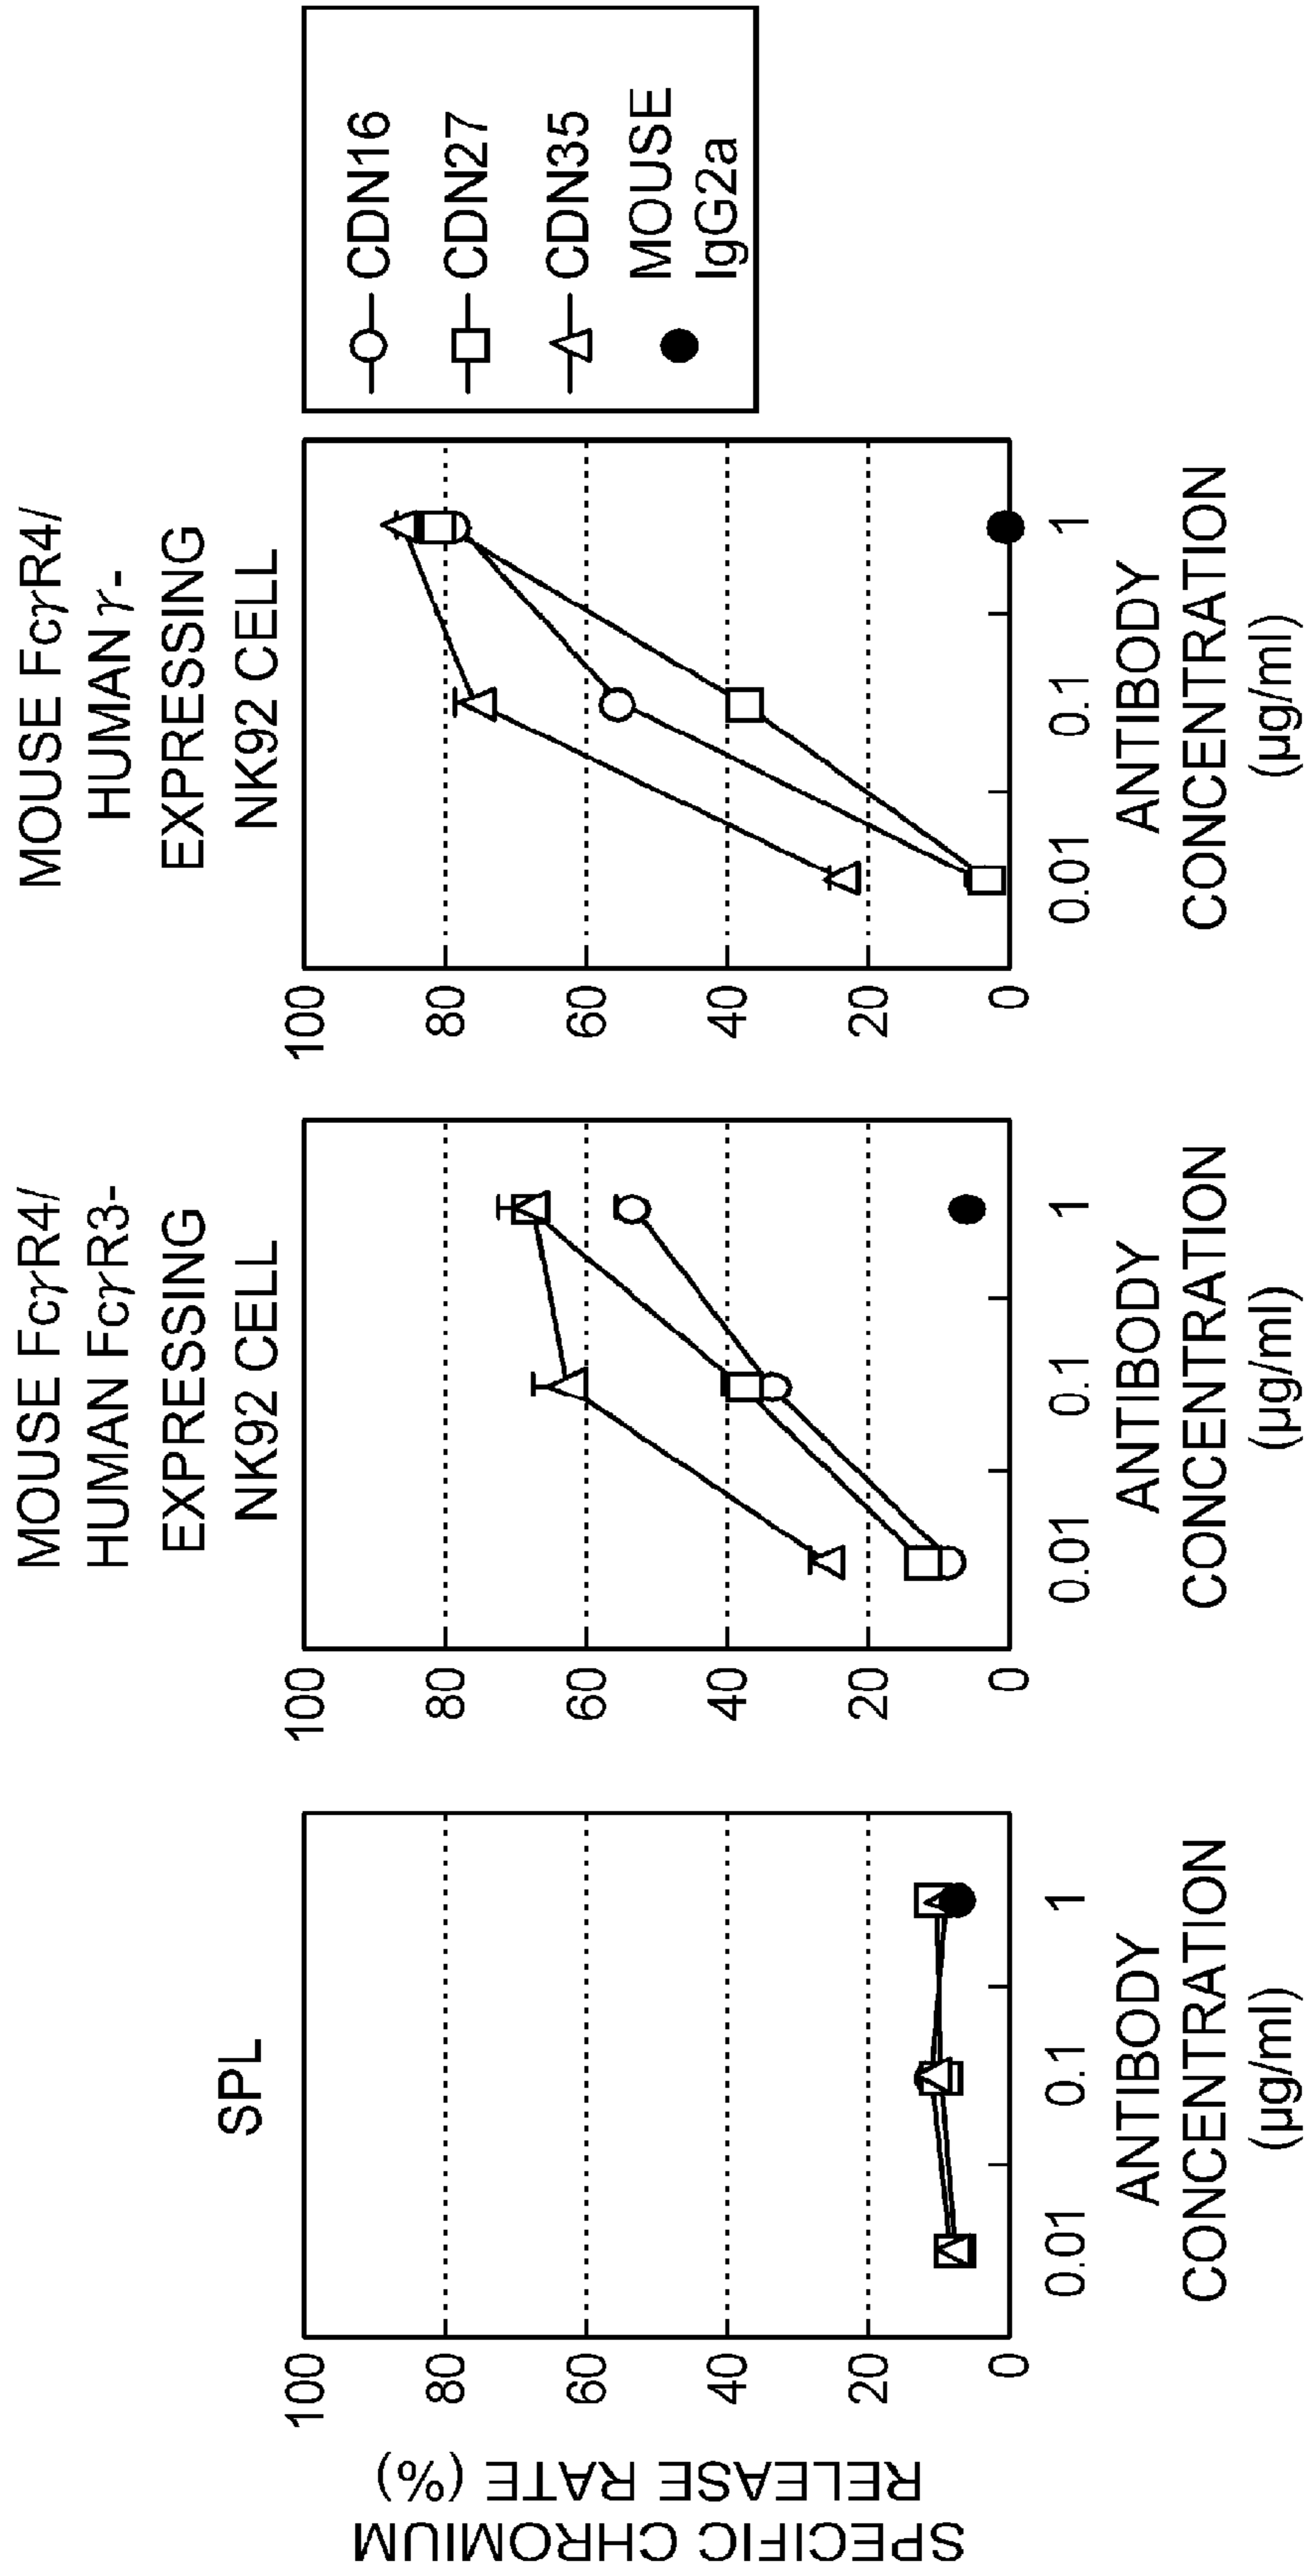 SPECIFIC CHROMIUM
RELEASE RATE (%)
SPL
100
80
60
40
20
0
0.01 0.1 1
ANTIBODY
CONCENTRATION
(µg/ml)
MOUSE FcγR4/
HUMAN FcγR3-
EXPRESSING
NK92 CELL
100
80
60
40
20
0
0.01 0.1 1
ANTIBODY
CONCENTRATION
(µg/ml)
MOUSE FcγR4/
HUMAN γ-
EXPRESSING
NK92 CELL
100
80
60
40
20
0
0.01 0.1 1
ANTIBODY
CONCENTRATION
(µg/ml)
CDN16
CDN27
CDN35
MOUSE
IgG2a